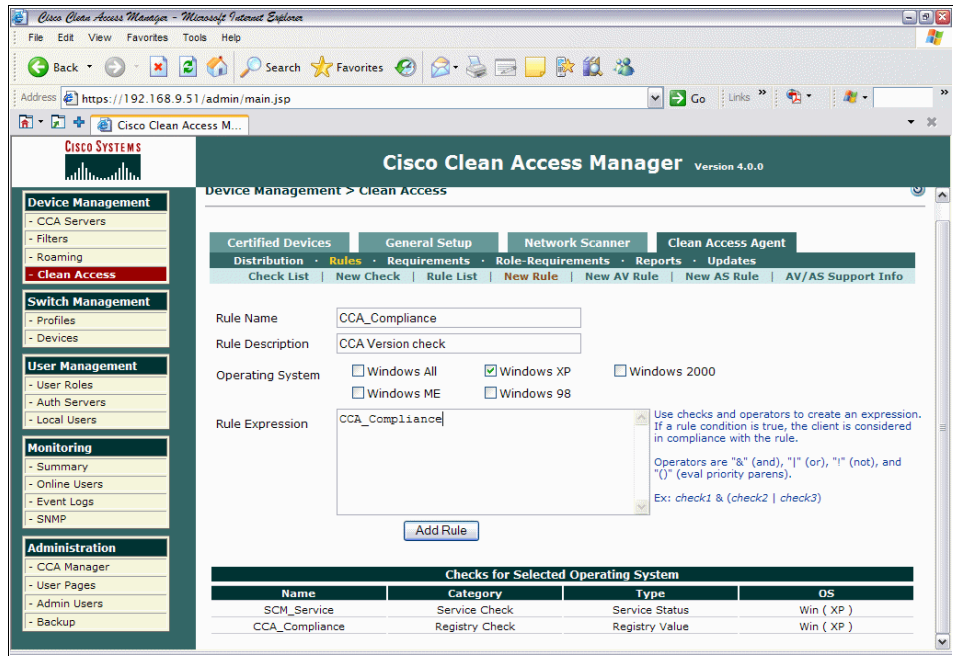 Cisco Clean Access Manager - Microsoft Internet Explorer
File Edit View Favorites Tools Help
Back Search Favorites
Address https://192.168.9.51/admin/main.jsp Go Links »
Cisco Clean Access M...
CISCO SYSTEMS
Cisco Clean Access Manager Version 4.0.0
Device Management > Clean Access
Device Management
- CCA Servers
- Filters
- Roaming
- Clean Access
Switch Management
- Profiles
- Devices
User Management
- User Roles
- Auth Servers
- Local Users
Monitoring
- Summary
- Online Users
- Event Logs
- SNMP
Administration
- CCA Manager
- User Pages
- Admin Users
- Backup
Certified Devices General Setup Network Scanner Clean Access Agent
Distribution · Rules · Requirements · Role-Requirements · Reports · Updates
Check List | New Check | Rule List | New Rule | New AV Rule | New AS Rule | AV/AS Support Info
Rule Name CCA_Compliance
Rule Description CCA Version check
Operating System Windows All Windows XP Windows 2000
Windows ME Windows 98
Rule Expression CCA_Compliance
Use checks and operators to create an expression.
If a rule condition is true, the client is considered
in compliance with the rule.
Operators are "&" (and), "|" (or), "!" (not), and
"()" (eval priority parens).
Ex: check1 & (check2 | check3)
Add Rule
Checks for Selected Operating System
Name Category Type OS
SCM_Service Service Check Service Status Win ( XP )
CCA_Compliance Registry Check Registry Value Win ( XP )